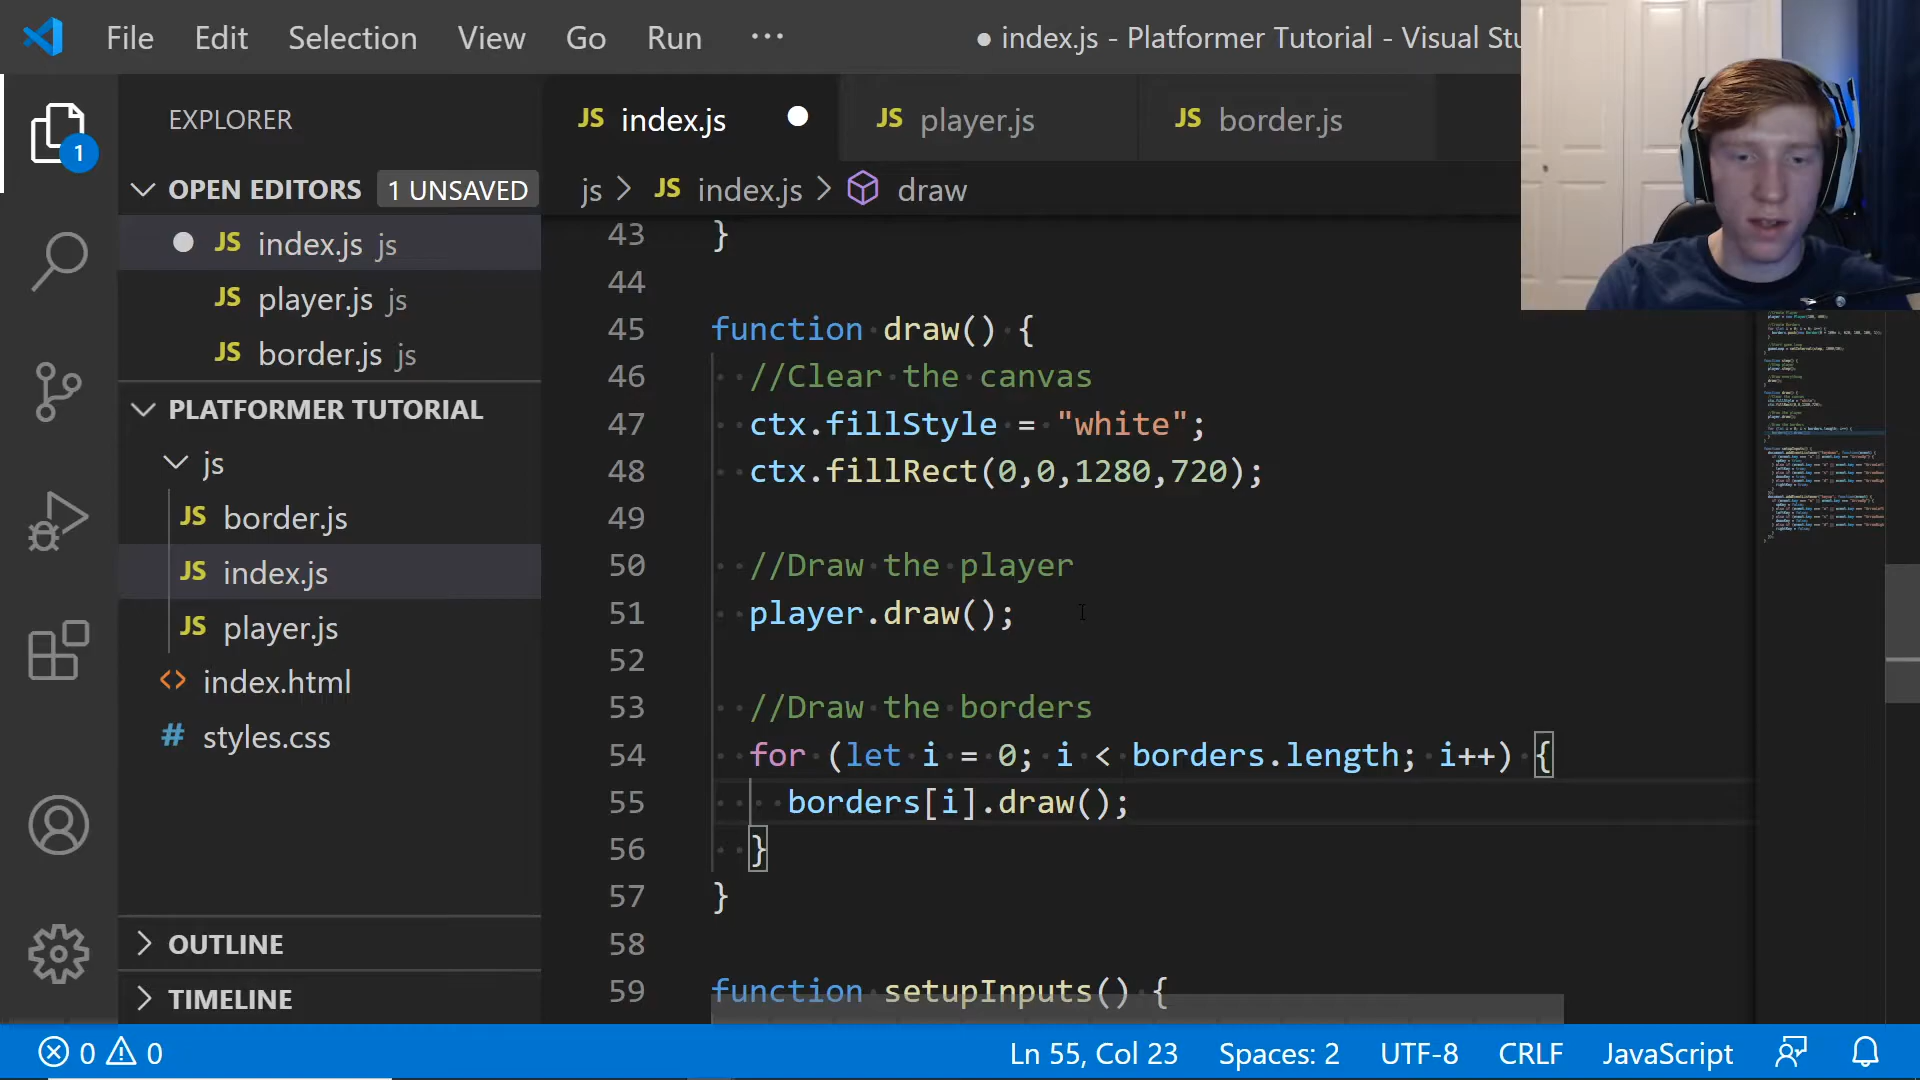 File Edit Selection View Go Run ···
● index.js - Platformer Tutorial - Visual Stu
EXPLORER
1
OPEN EDITORS 1 UNSAVED
JS index.js js
JS player.js js
JS border.js js
PLATFORMER TUTORIAL
js
JS border.js
JS index.js
JS player.js
<> index.html
# styles.css
OUTLINE
TIMELINE
JS index.js ●
JS player.js
JS border.js
js > JS index.js > draw
43 }
44
45 function draw() {
46 //Clear the canvas
47 ctx.fillStyle = "white";
48 ctx.fillRect(0,0,1280,720);
49
50 //Draw the player
51 player.draw();
52
53 //Draw the borders
54 for (let i = 0; i < borders.length; i++) {
55 borders[i].draw();
56 }
57 }
58
59 function setupInputs() {
0 0
Ln 55, Col 23 Spaces: 2 UTF-8 CRLF JavaScript